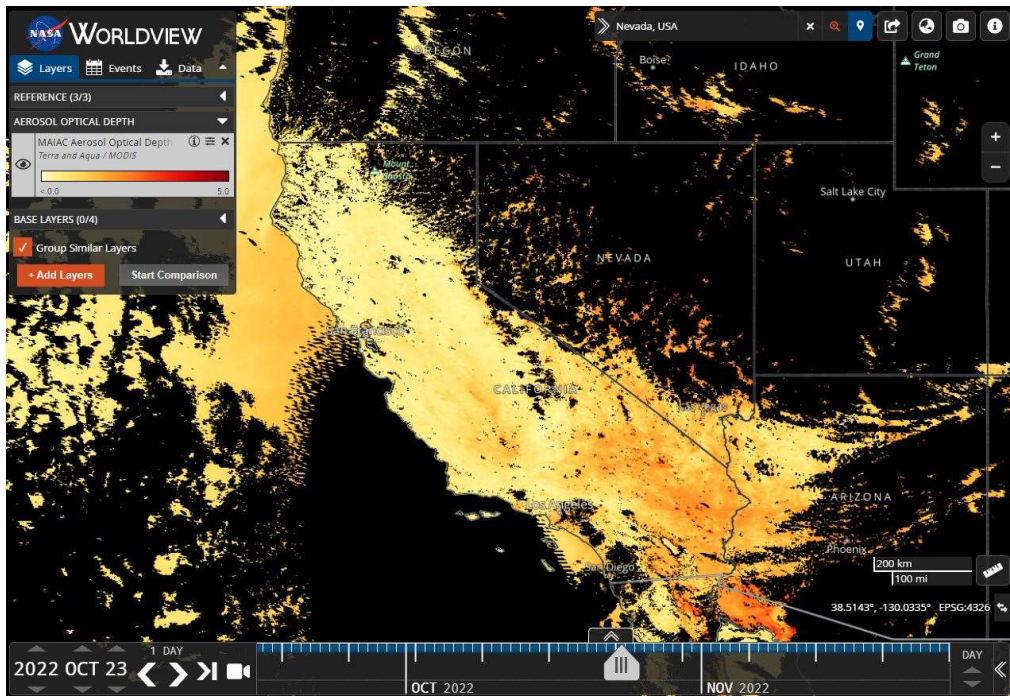 NASA WORLDVIEW
Layers Events Data
REFERENCE (3/3)
AEROSOL OPTICAL DEPTH
MAIAC Aerosol Optical Depth
Terra and Aqua / MODIS
< 0.0 5.0
BASE LAYERS (0/4)
Group Similar Layers
+ Add Layers Start Comparison
Nevada, USA
OREGON
Boise
IDAHO
Grand
Teton
Mount
Shasta
Salt Lake City
NEVADA
UTAH
San Francisco
CALIFORNIA
Las Vegas
Los Angeles
ARIZONA
Phoenix
San Diego
200 km
100 mi
38.5143°, -130.0335° EPSG:4326
2022 OCT 23
1 DAY
OCT 2022
NOV 2022
DAY